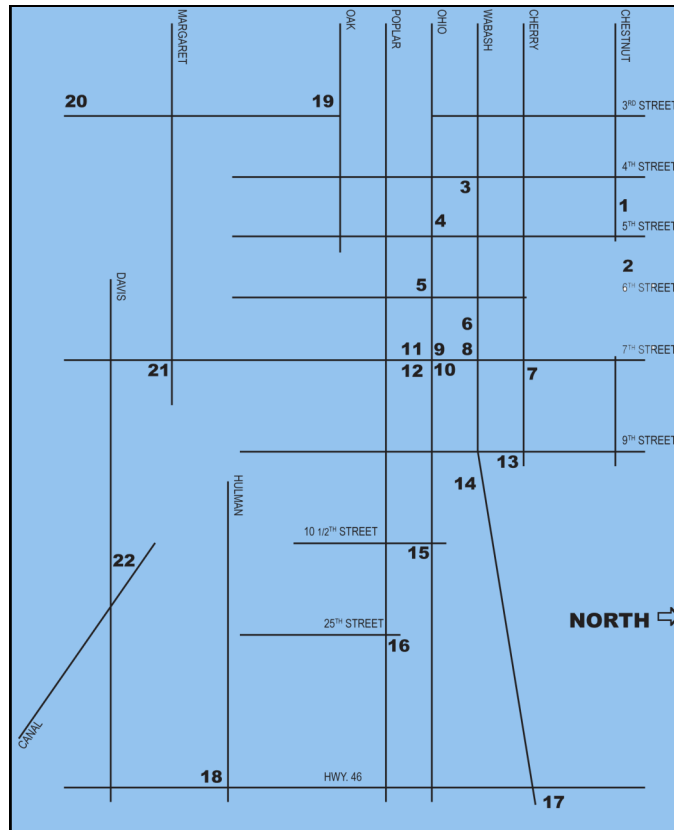 MARGARET
OAK
POPLAR
OHIO
WABASH
CHERRY
CHESTNUT
20
19
3RD STREET
4TH STREET
3
1
4
5TH STREET
2
DAVIS
5
6TH STREET
6
11
9
8
7TH STREET
21
12
10
7
9TH STREET
13
HULMAN
14
10 1/2TH STREET
15
22
NORTH
25TH STREET
16
CANAL
18
HWY. 46
17